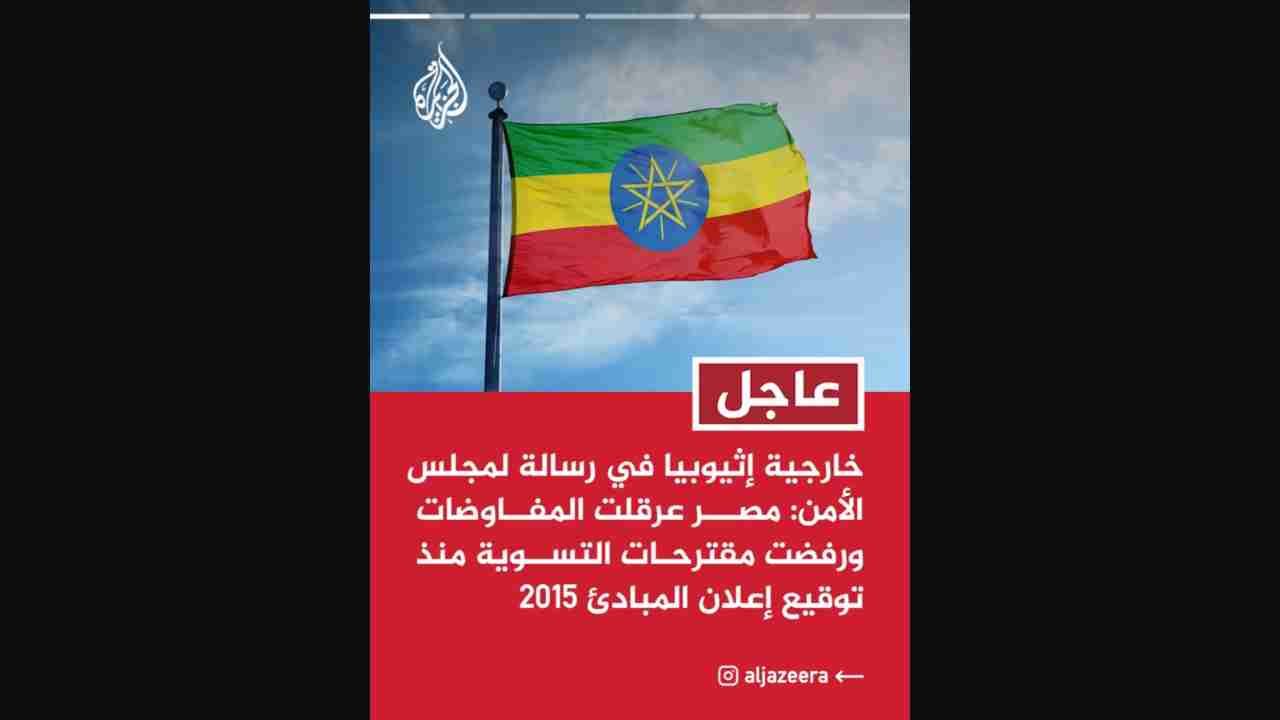 الجزيرة
عاجل
خارجية إثيوبيا في رسالة لمجلس
الأمن: مصر عرقلت المفاوضات
ورفضت مقترحات التسوية منذ
توقيع إعلان المبادئ 2015
aljazeera